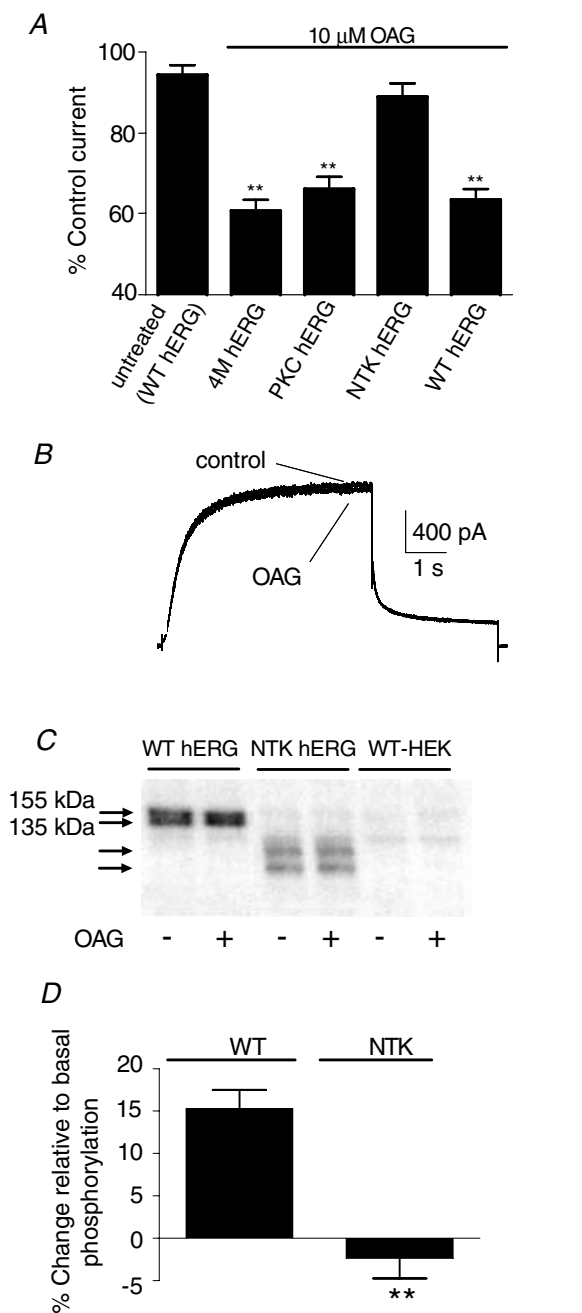 A
10 μM OAG
% Control current
100
80
60
40
**
**
**
untreated
(WT hERG)
4M hERG
PKC hERG
NTK hERG
WT hERG
B
control
OAG
400 pA
1 s
C
WT hERG NTK hERG WT-HEK
155 kDa
135 kDa
OAG - + - + - +
D
WT NTK
% Change relative to basal
phosphorylation
20
15
10
5
0
-5
**